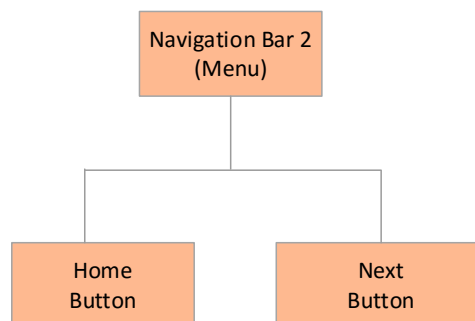 Navigation Bar 2
(Menu)
Home
Button
Next
Button